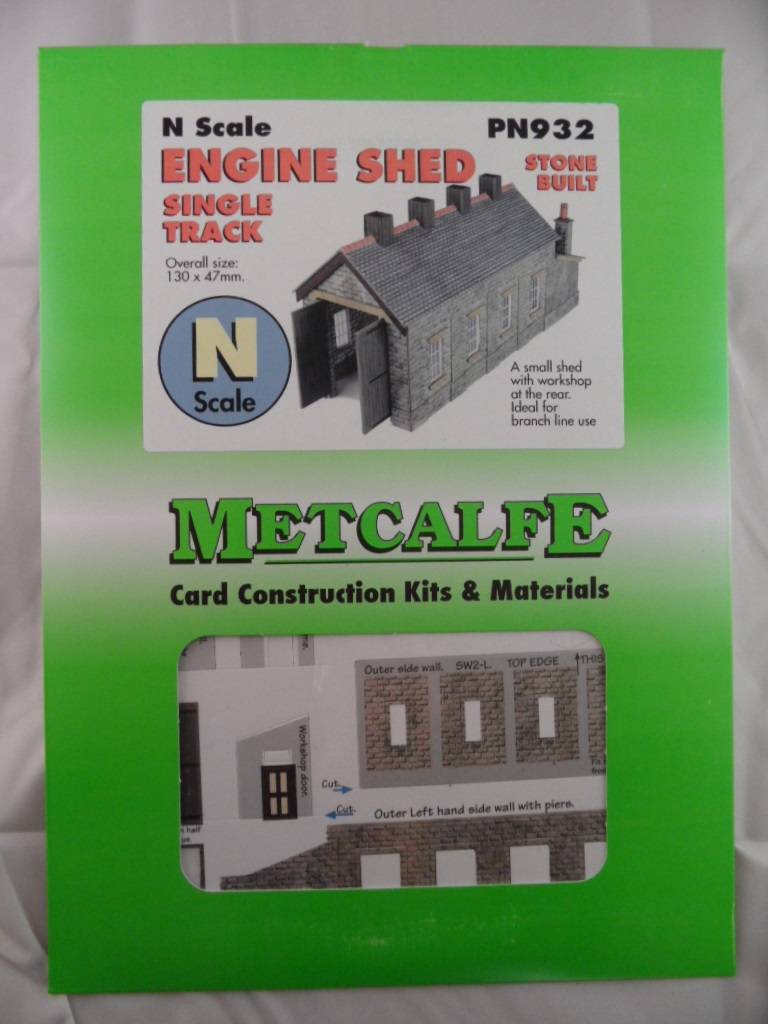 N Scale
PN932
ENGINE SHED
STONE
BUILT
SINGLE
TRACK
Overall size:
130 x 47mm.
N
Scale
A small shed
with workshop
at the rear.
Ideal for
branch line use
METCALFE
Card Construction Kits & Materials
Outer side wall. SW2-L. TOP EDGE THIS
Workshop door.
Cut
Cut
Outer Left hand side wall with piers.
half